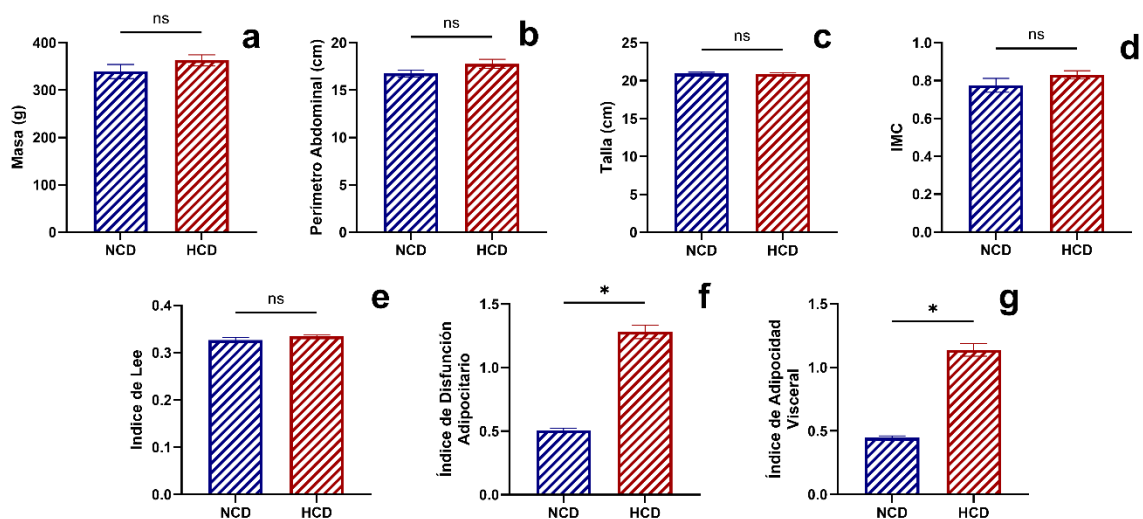 ns
a
Masa (g)
400
300
200
100
0
NCD
HCD
ns
b
Perímetro Abdominal (cm)
20
15
10
5
0
NCD
HCD
ns
c
Talla (cm)
25
20
15
10
5
0
NCD
HCD
ns
d
IMC
1.0
0.8
0.6
0.4
0.2
0.0
NCD
HCD
ns
e
Indice de Lee
0.4
0.3
0.2
0.1
0.0
NCD
HCD
*
f
Índice de Disfunción
Adipocitario
1.5
1.0
0.5
0.0
NCD
HCD
*
g
Índice de Adipocidad
Visceral
1.5
1.0
0.5
0.0
NCD
HCD